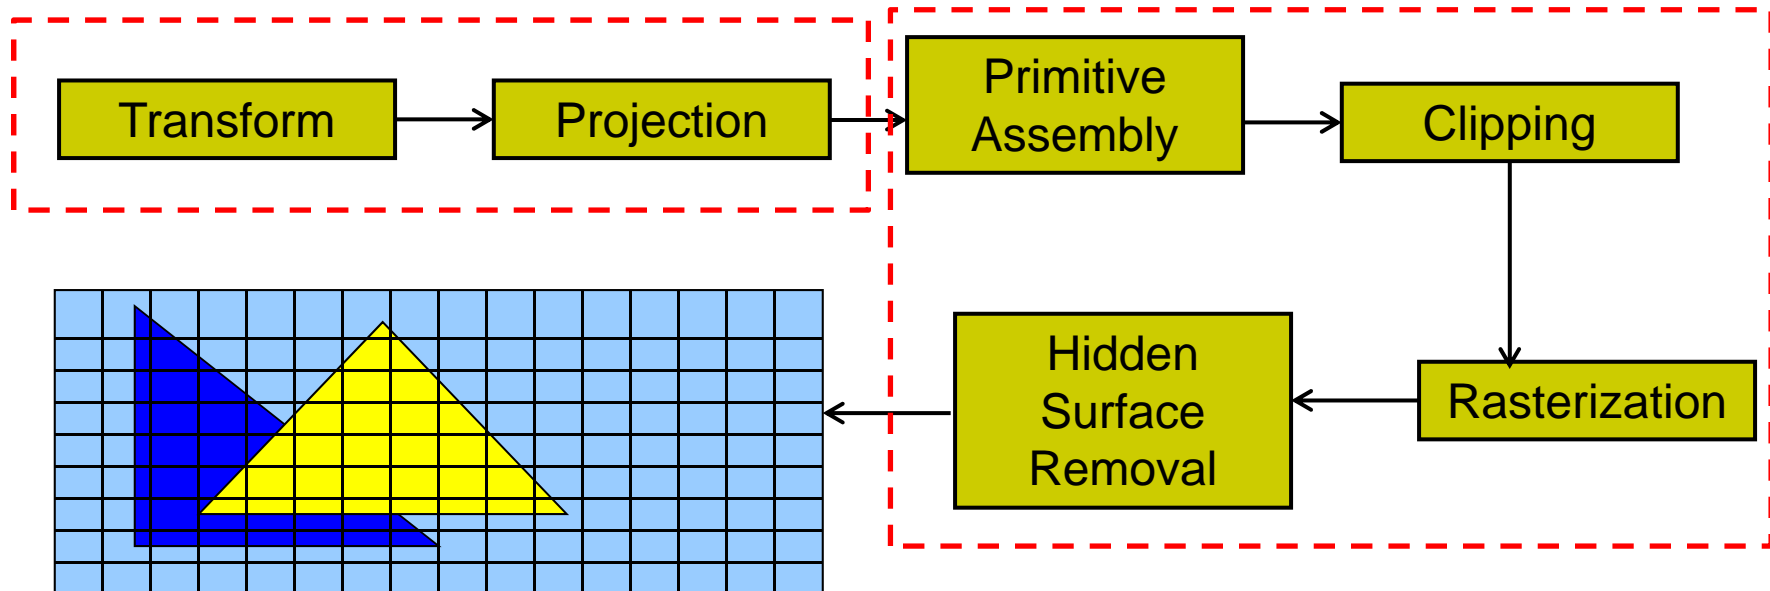 Transform
Projection
Primitive
Assembly
Clipping
Rasterization
Hidden
Surface
Removal